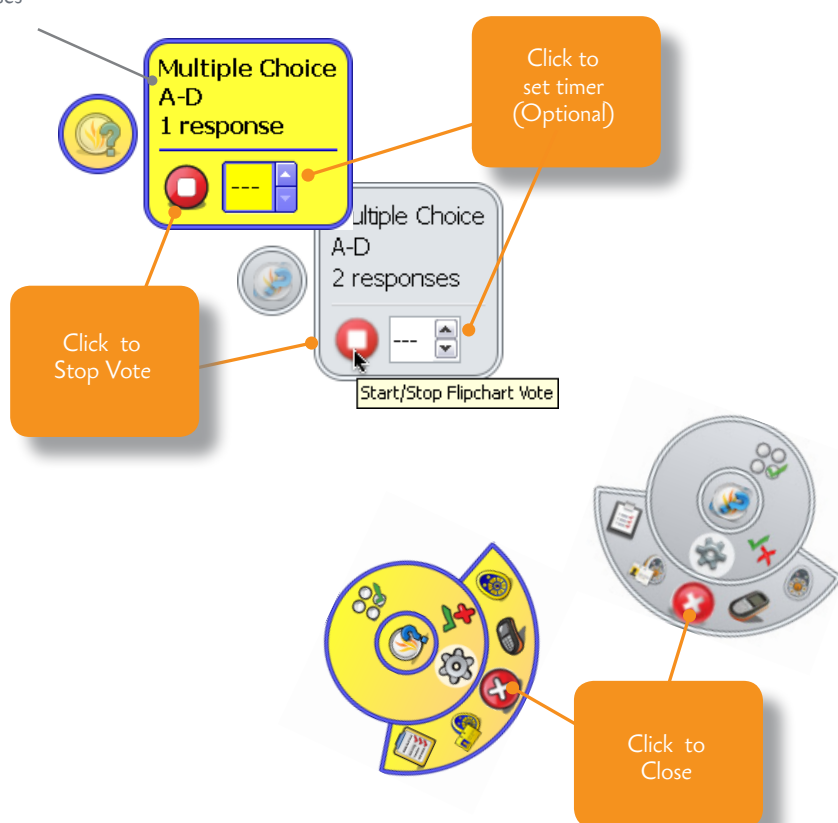 Multiple Choice
A-D
1 response
---
Click to
set timer
(Optional)
Multiple Choice
A-D
2 responses
---
Click to
Stop Vote
Start/Stop Flipchart Vote
Click to
Close